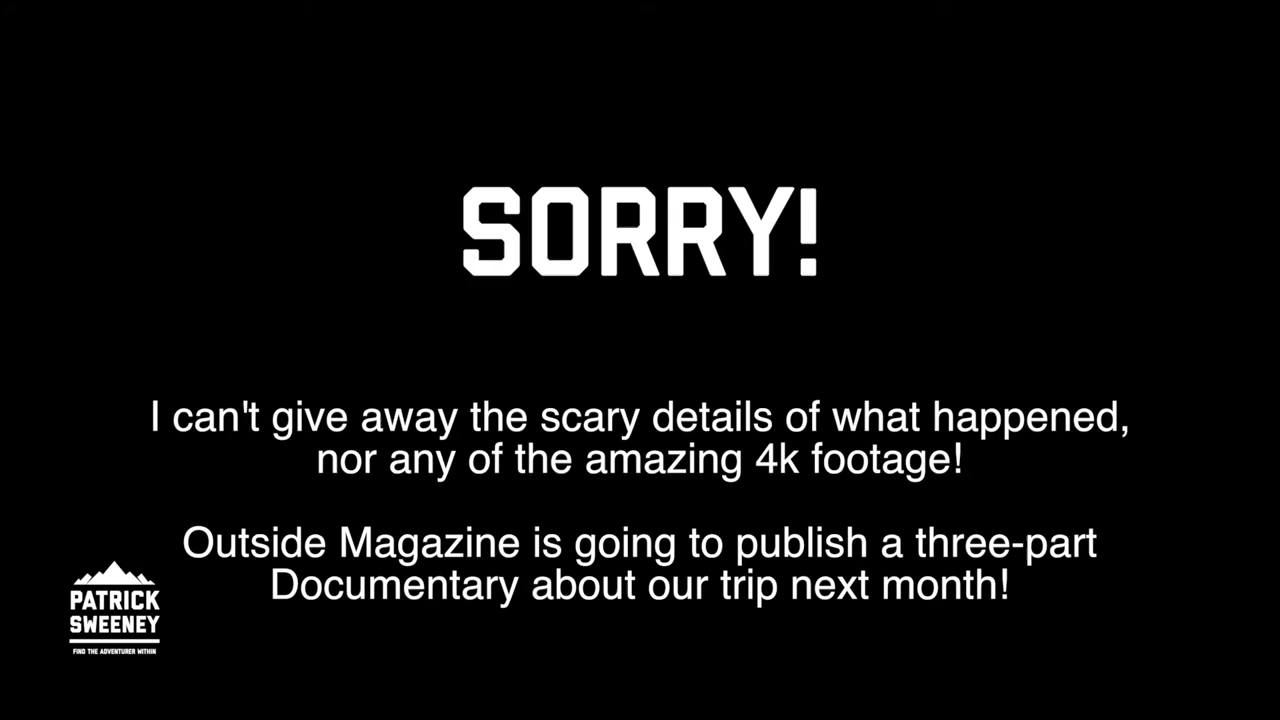 SORRY!
I can't give away the scary details of what happened,
nor any of the amazing 4k footage!
Outside Magazine is going to publish a three-part
Documentary about our trip next month!
PATRICK
SWEENEY
FIND THE ADVENTURER WITHIN